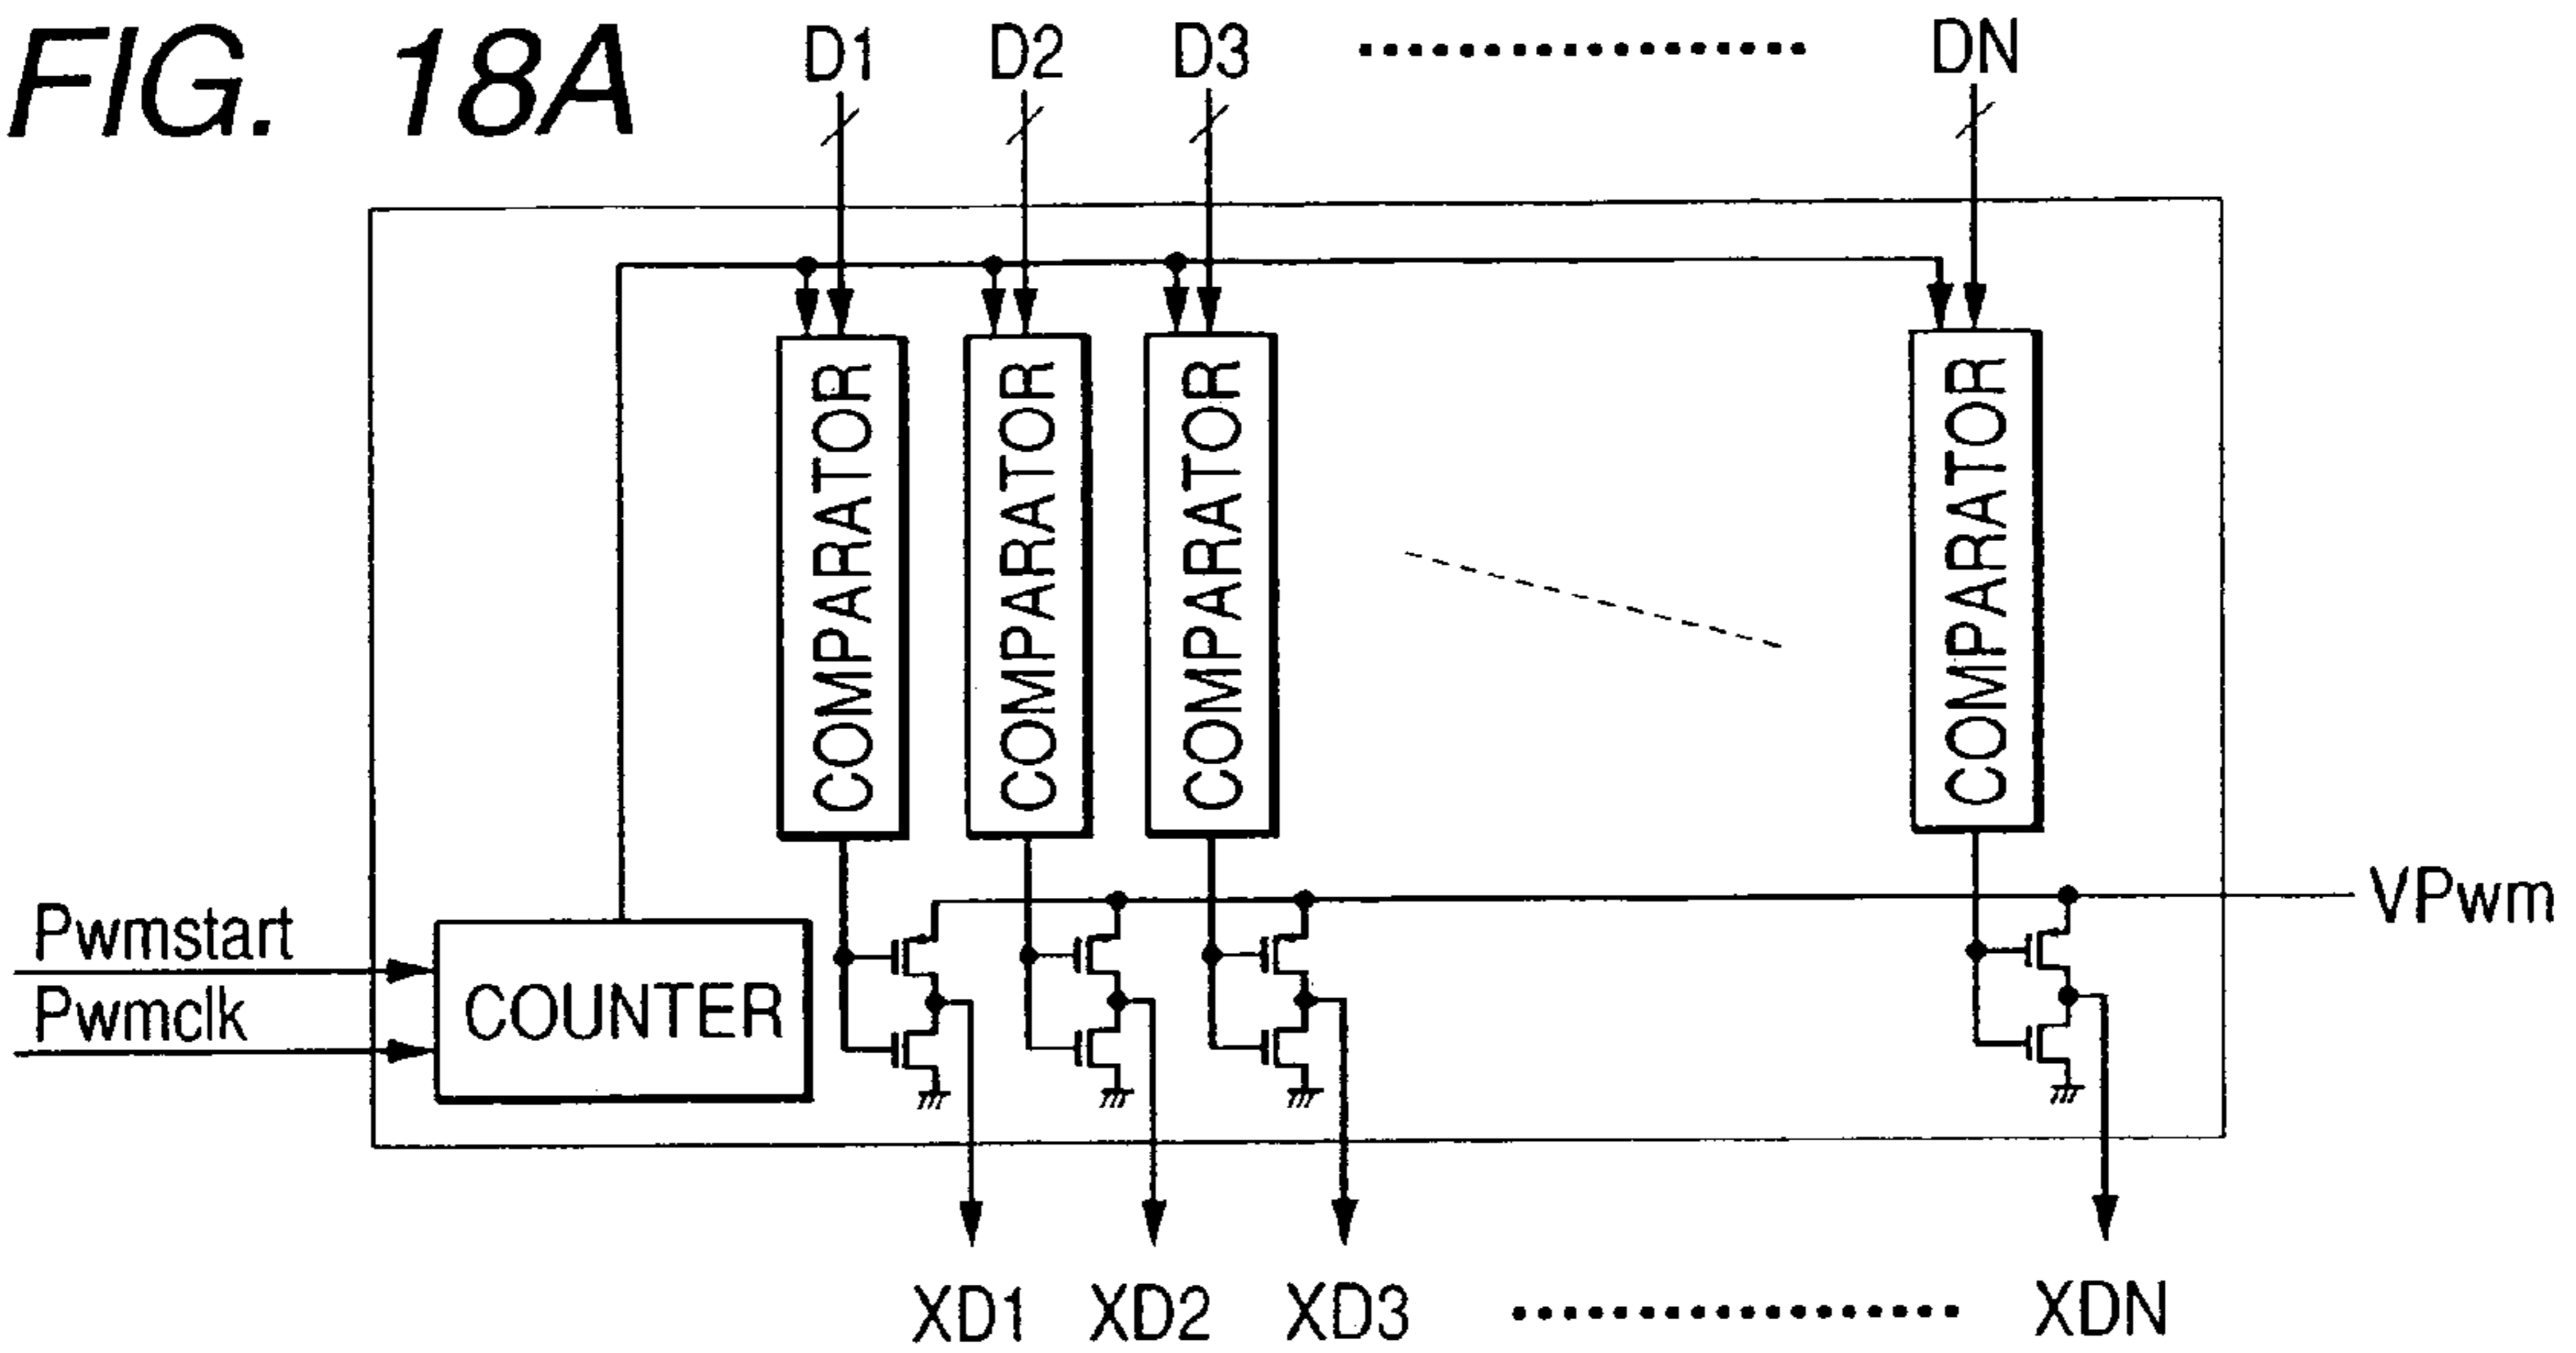 FIG. 18A
D1 D2 D3 DN
COMPARATOR COMPARATOR COMPARATOR COMPARATOR
VPwm
Pwmstart
Pwmclk
COUNTER
XD1 XD2 XD3 XDN